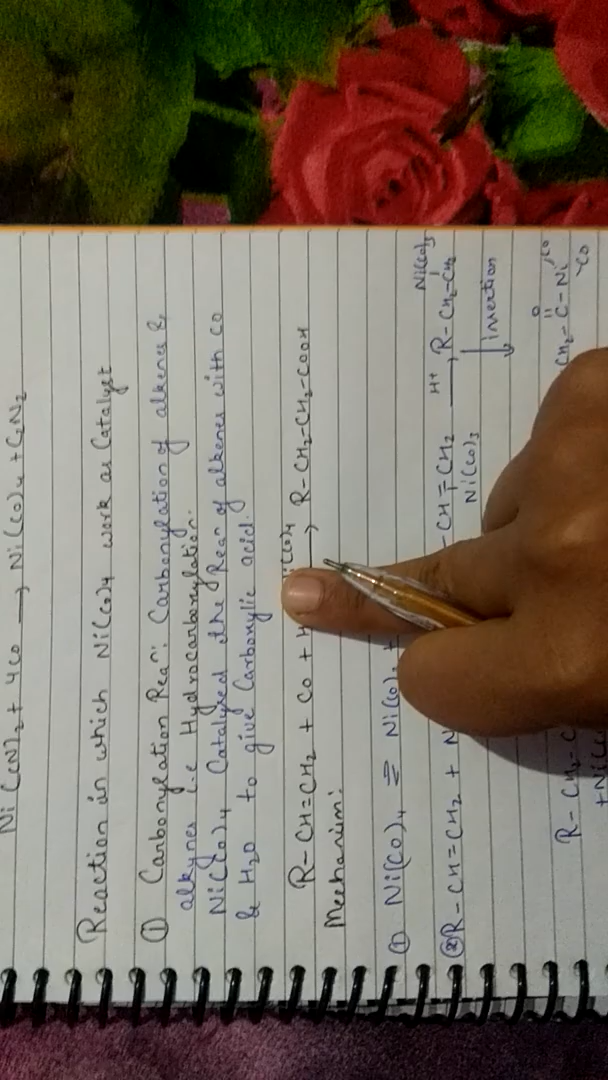 Ni(CN)2 + 4CO → Ni(CO)4 + C2N2
Reaction in which Ni(CO)4 work as Catalyst
① Carbonylation Reaⁿ: Carbonylation of alkenes &
alkynes i.e Hydrocarbonylation.
Ni(CO)4 Catalysed the Reaⁿ of alkenes with CO
& H2O to give Carbonylic acid.
R-CH=CH2 + CO + H → R-CH2-CH2-COOH
Mechanism:
① Ni(CO)4 ⇌ Ni(CO)3 +
Ni(CO)3
② R-CH=CH2 + N -CH=CH2 H+ → R-CH2-CH2
Ni(CO)3
↓ insertion
O CO
R-CH2-C CH2-C-Ni
CO